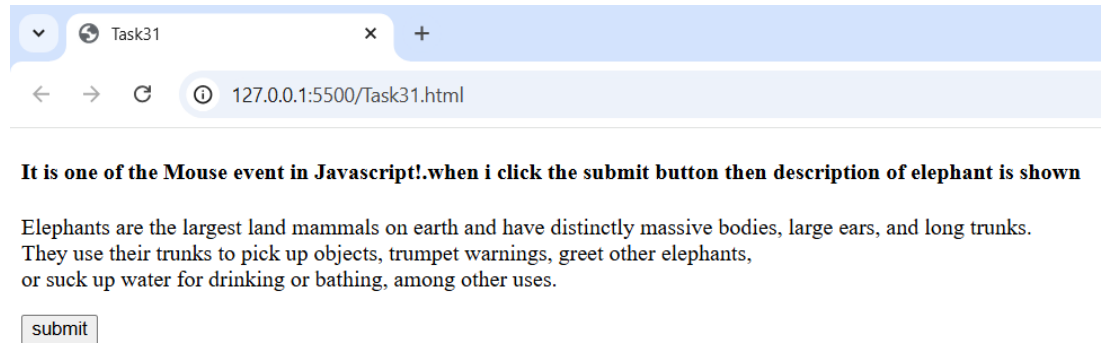 Task31
127.0.0.1:5500/Task31.html
It is one of the Mouse event in Javascript!.when i click the submit button then description of elephant is shown
Elephants are the largest land mammals on earth and have distinctly massive bodies, large ears, and long trunks.
They use their trunks to pick up objects, trumpet warnings, greet other elephants,
or suck up water for drinking or bathing, among other uses.
submit